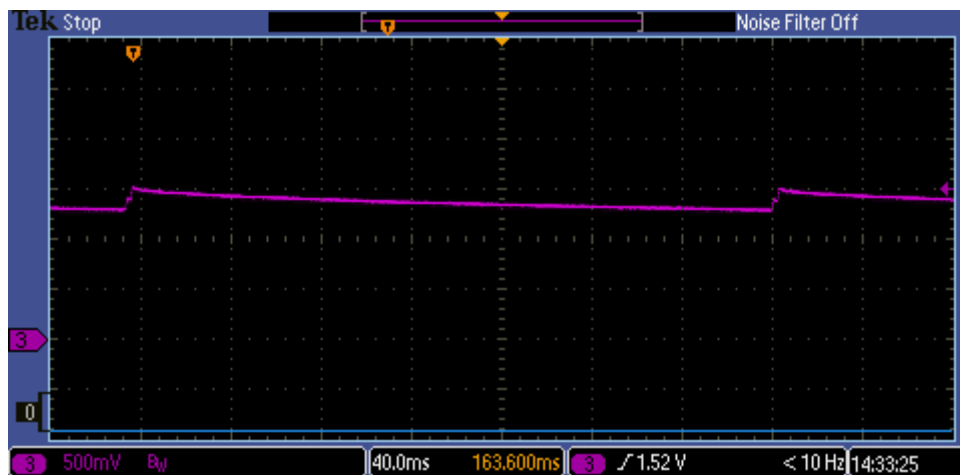 Tek Stop Noise Filter Off
T
T
3
0
3 500mV BW 40.0ms 163.600ms 3 1.52 V < 10 Hz 14:33:25